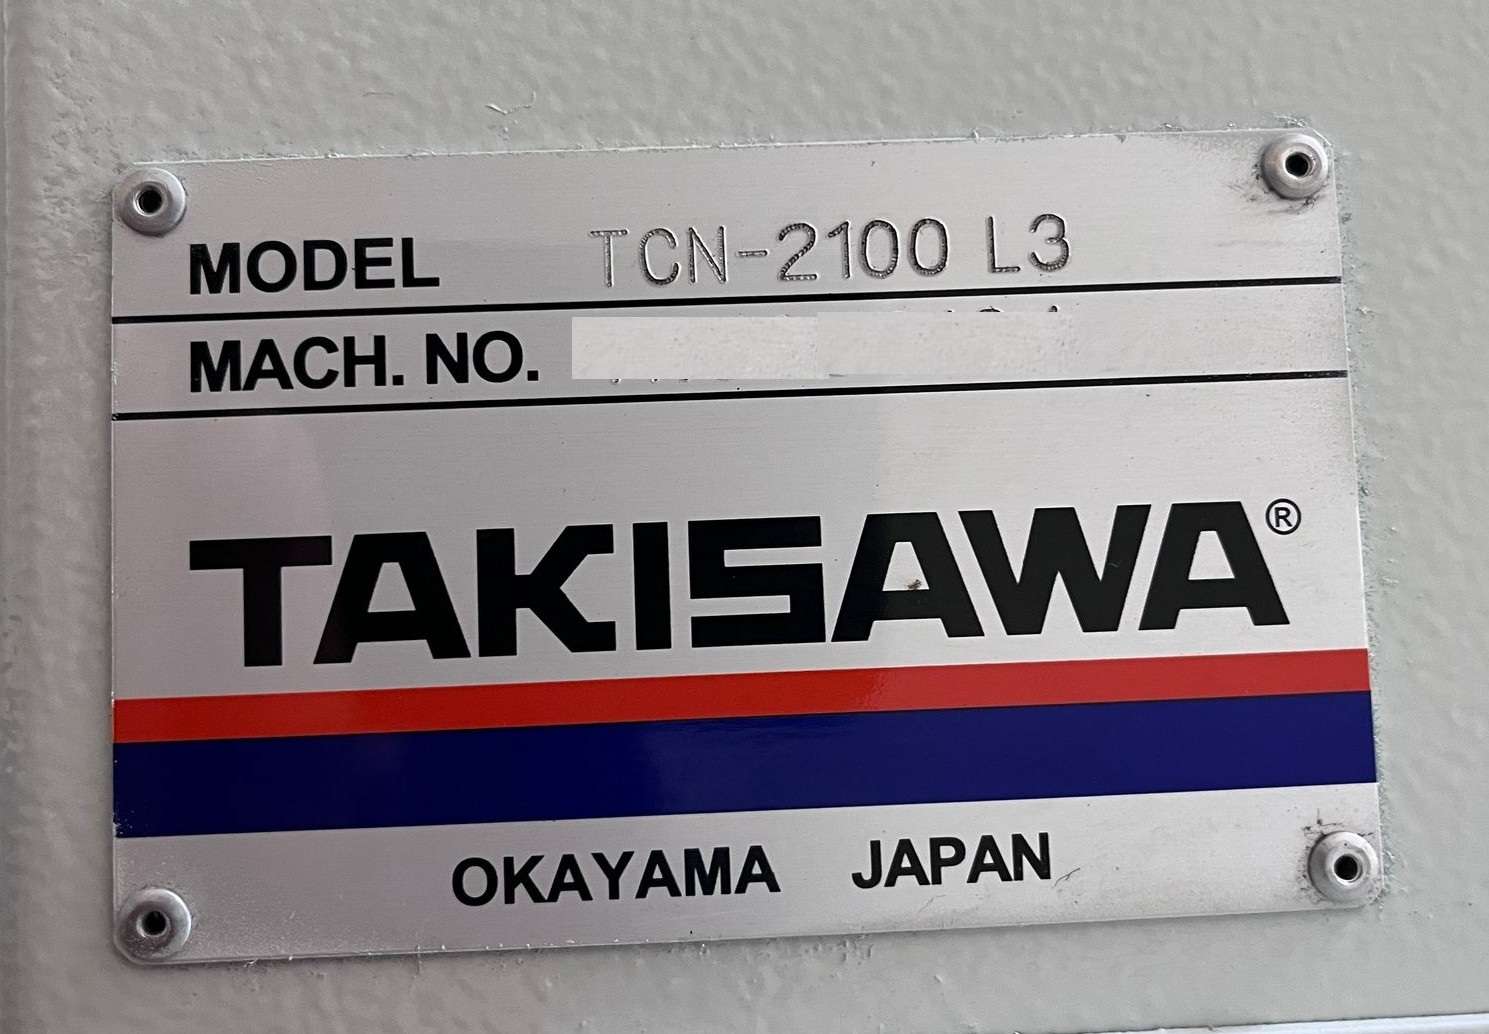 MODEL TCN-2100 L3
MACH. NO.
TAKISAWA®
OKAYAMA JAPAN